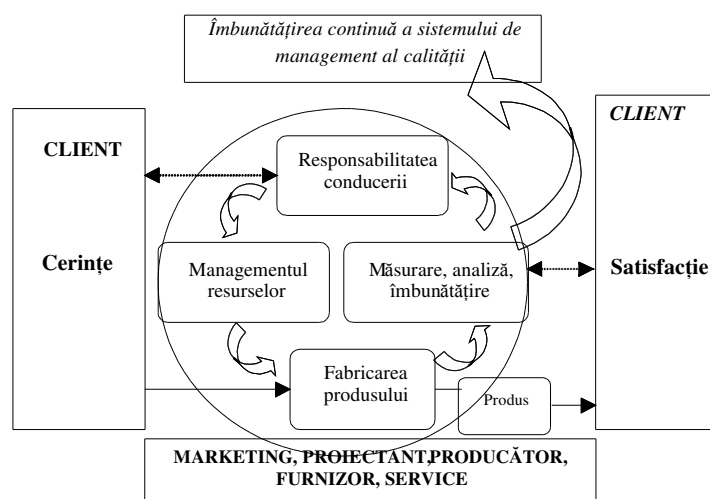 Îmbunătățirea continuă a sistemului de
management al calității
CLIENT
Cerințe
Responsabilitatea
conducerii
Managementul
resurselor
Măsurare, analiză,
îmbunătățire
Fabricarea
produsului
Produs
CLIENT
Satisfacție
MARKETING, PROIECTANT,PRODUCĂTOR,
FURNIZOR, SERVICE